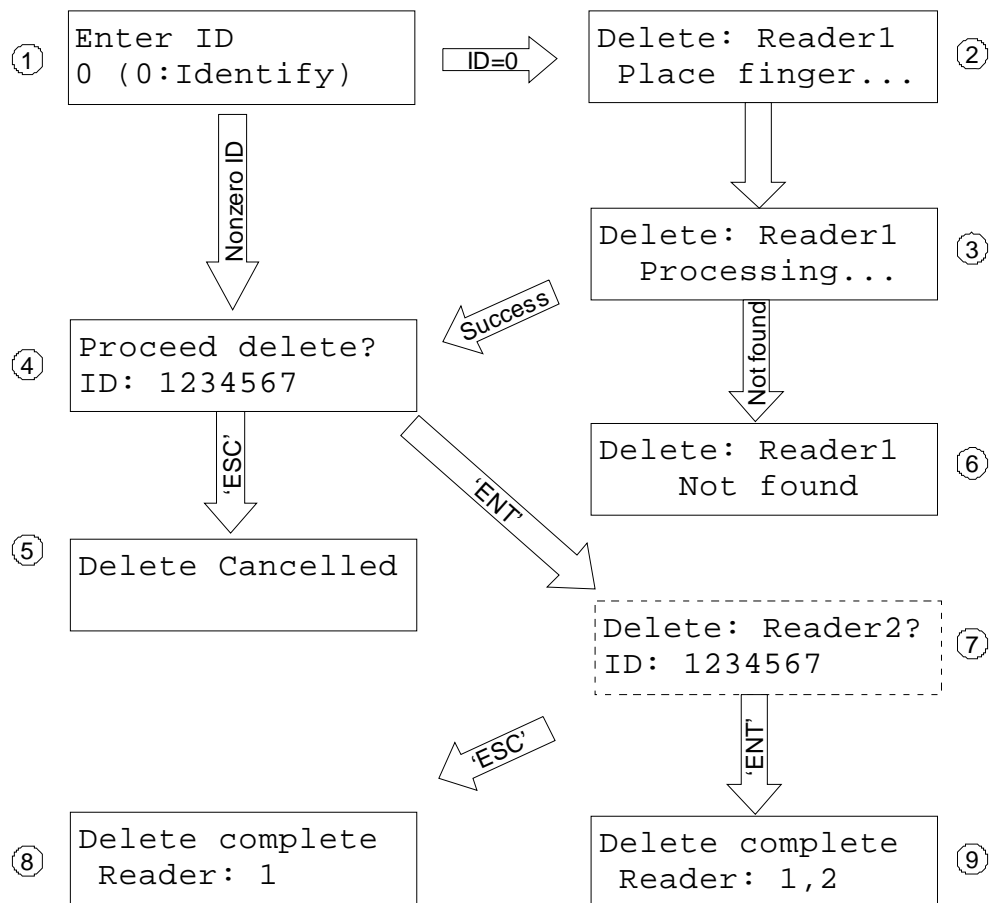 1
Enter ID
0 (0:Identify)
ID=0
Delete: Reader1
Place finger...
2
Nonzero ID
Delete: Reader1
Processing...
3
Success
Not found
4
Proceed delete?
ID: 1234567
'ESC'
'ENT'
Delete: Reader1
Not found
6
5
Delete Cancelled
Delete: Reader2?
ID: 1234567
7
'ESC'
'ENT'
8
Delete complete
Reader: 1
Delete complete
Reader: 1,2
9